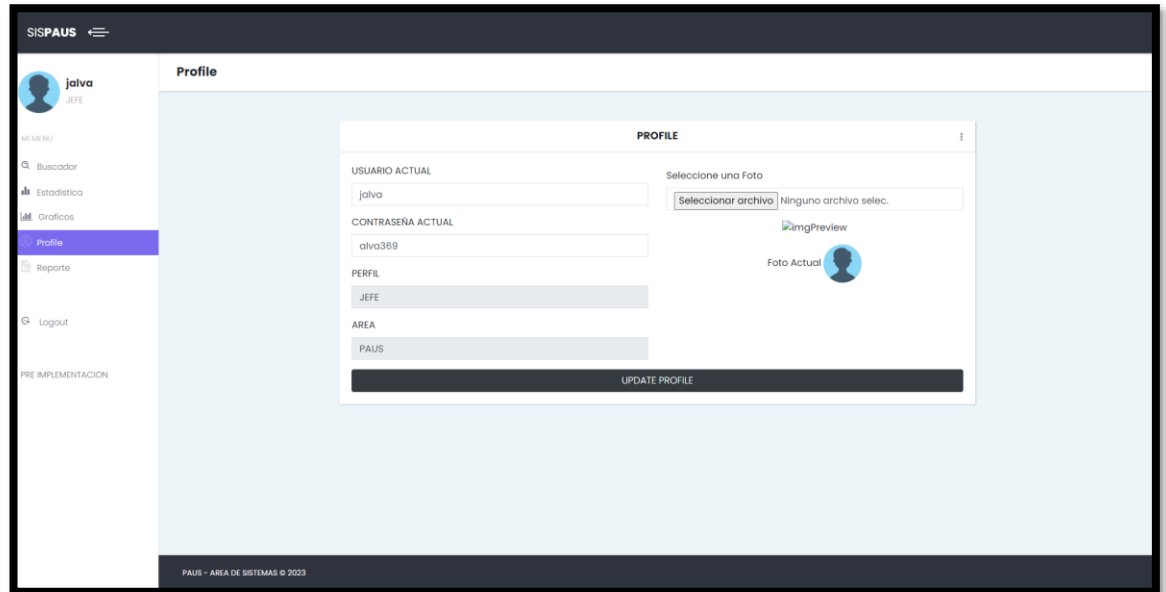 SISPAUS
jalva
JEFE
MI MENU
Buscador
Estadistica
Graficos
Profile
Reporte
Logout
PRE IMPLEMENTACION
Profile
PROFILE
USUARIO ACTUAL
jalva
CONTRASEÑA ACTUAL
alva369
PERFIL
JEFE
AREA
PAUS
Seleccione una Foto
Seleccionar archivo Ninguno archivo selec.
imgPreview
Foto Actual
UPDATE PROFILE
PAUS - AREA DE SISTEMAS © 2023